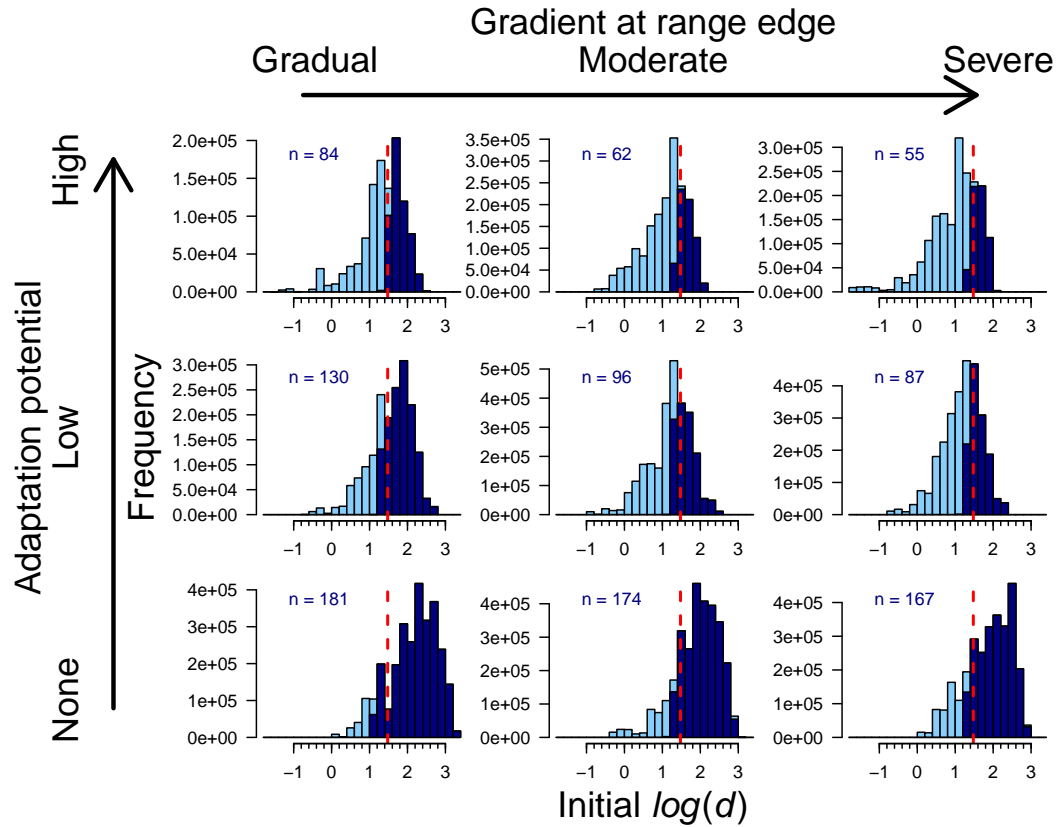 Gradient at range edge
Gradual Moderate Severe
Adaptation potential
High
Low
None
Frequency
n = 84
2.0e+05
1.5e+05
1.0e+05
5.0e+04
0.0e+00
−1 0 1 2 3
n = 62
3.5e+05
3.0e+05
2.5e+05
2.0e+05
1.5e+05
1.0e+05
5.0e+04
0.0e+00
−1 0 1 2 3
n = 55
3.0e+05
2.5e+05
2.0e+05
1.5e+05
1.0e+05
5.0e+04
0.0e+00
−1 0 1 2 3
n = 130
3.0e+05
2.5e+05
2.0e+05
1.5e+05
1.0e+05
5.0e+04
0.0e+00
−1 0 1 2 3
n = 96
5e+05
4e+05
3e+05
2e+05
1e+05
0e+00
−1 0 1 2 3
n = 87
4e+05
3e+05
2e+05
1e+05
0e+00
−1 0 1 2 3
n = 181
4e+05
3e+05
2e+05
1e+05
0e+00
−1 0 1 2 3
n = 174
4e+05
3e+05
2e+05
1e+05
0e+00
−1 0 1 2 3
n = 167
4e+05
3e+05
2e+05
1e+05
0e+00
−1 0 1 2 3
Initial log(d)